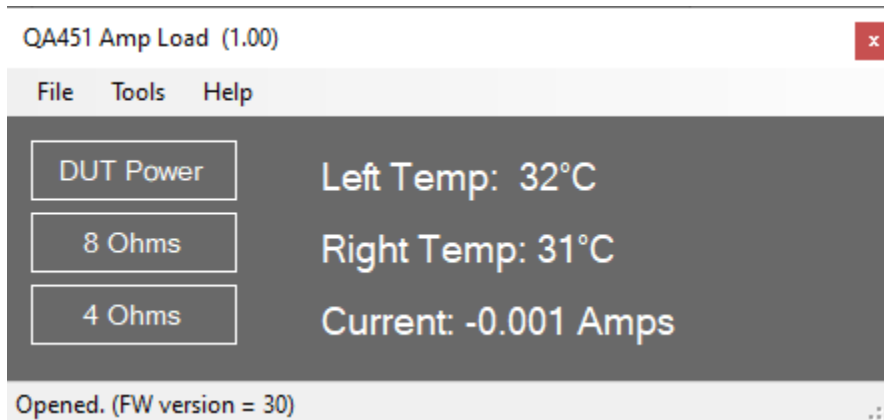 QA451 Amp Load  (1.00)
x
File Tools Help
DUT Power
Left Temp:  32°C
8 Ohms
Right Temp: 31°C
4 Ohms
Current: -0.001 Amps
Opened. (FW version = 30)